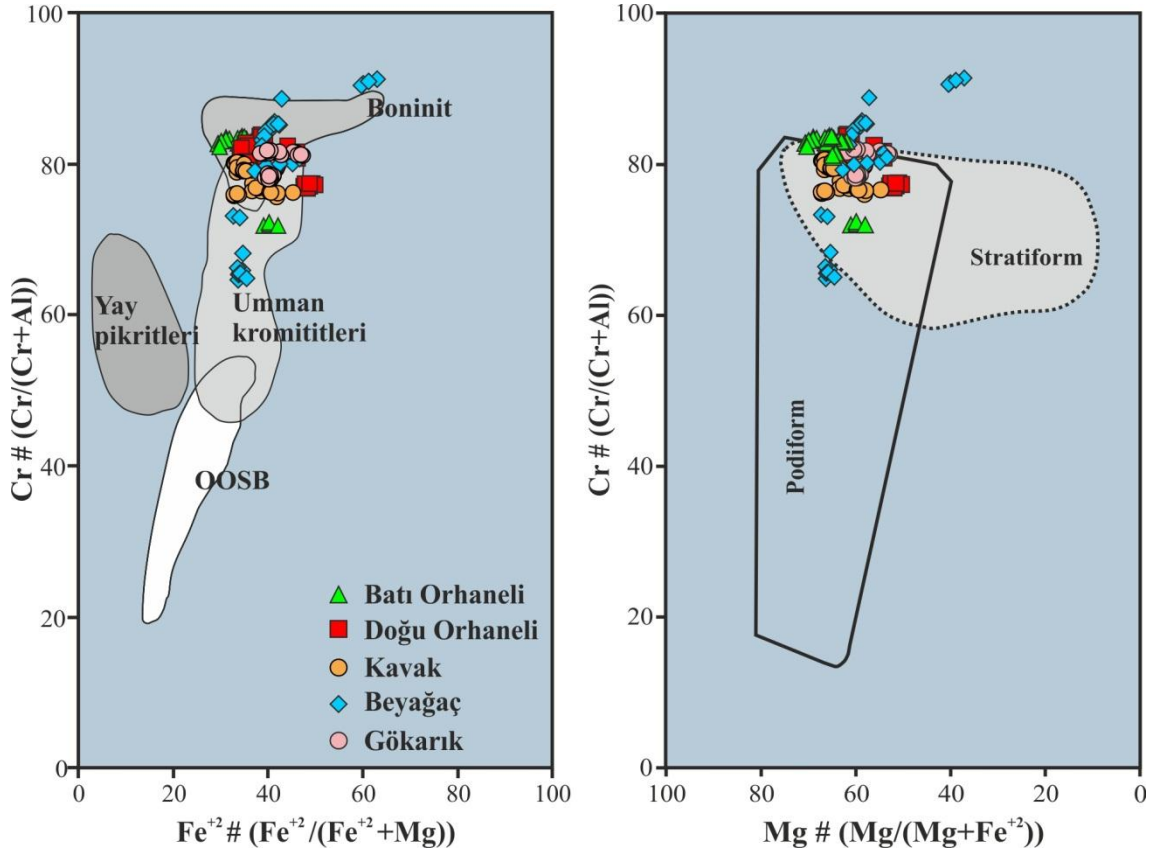 100
80
60
40
20
0
Cr # (Cr/(Cr+Al))
Boninit
Yay
pikritleri
Umman
kromititleri
OOSB
Batı Orhaneli
Doğu Orhaneli
Kavak
Beyağaç
Gökarık
0 20 40 60 80 100
Fe⁺²# (Fe⁺²/(Fe⁺²+Mg))
100
80
60
40
20
0
Cr # (Cr/(Cr+Al))
Stratiform
Podiform
100 80 60 40 20 0
Mg # (Mg/(Mg+Fe⁺²))